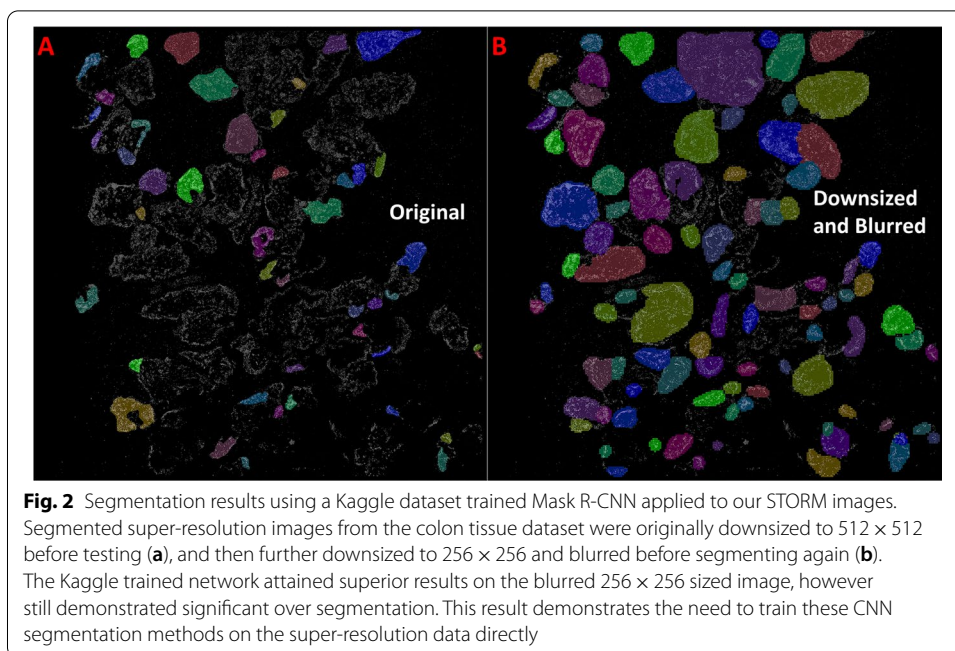 A
B
Original
Downsized
and Blurred
Fig. 2 Segmentation results using a Kaggle dataset trained Mask R-CNN applied to our STORM images.
Segmented super-resolution images from the colon tissue dataset were originally downsized to 512 × 512
before testing (a), and then further downsized to 256 × 256 and blurred before segmenting again (b).
The Kaggle trained network attained superior results on the blurred 256 × 256 sized image, however
still demonstrated significant over segmentation. This result demonstrates the need to train these CNN
segmentation methods on the super-resolution data directly